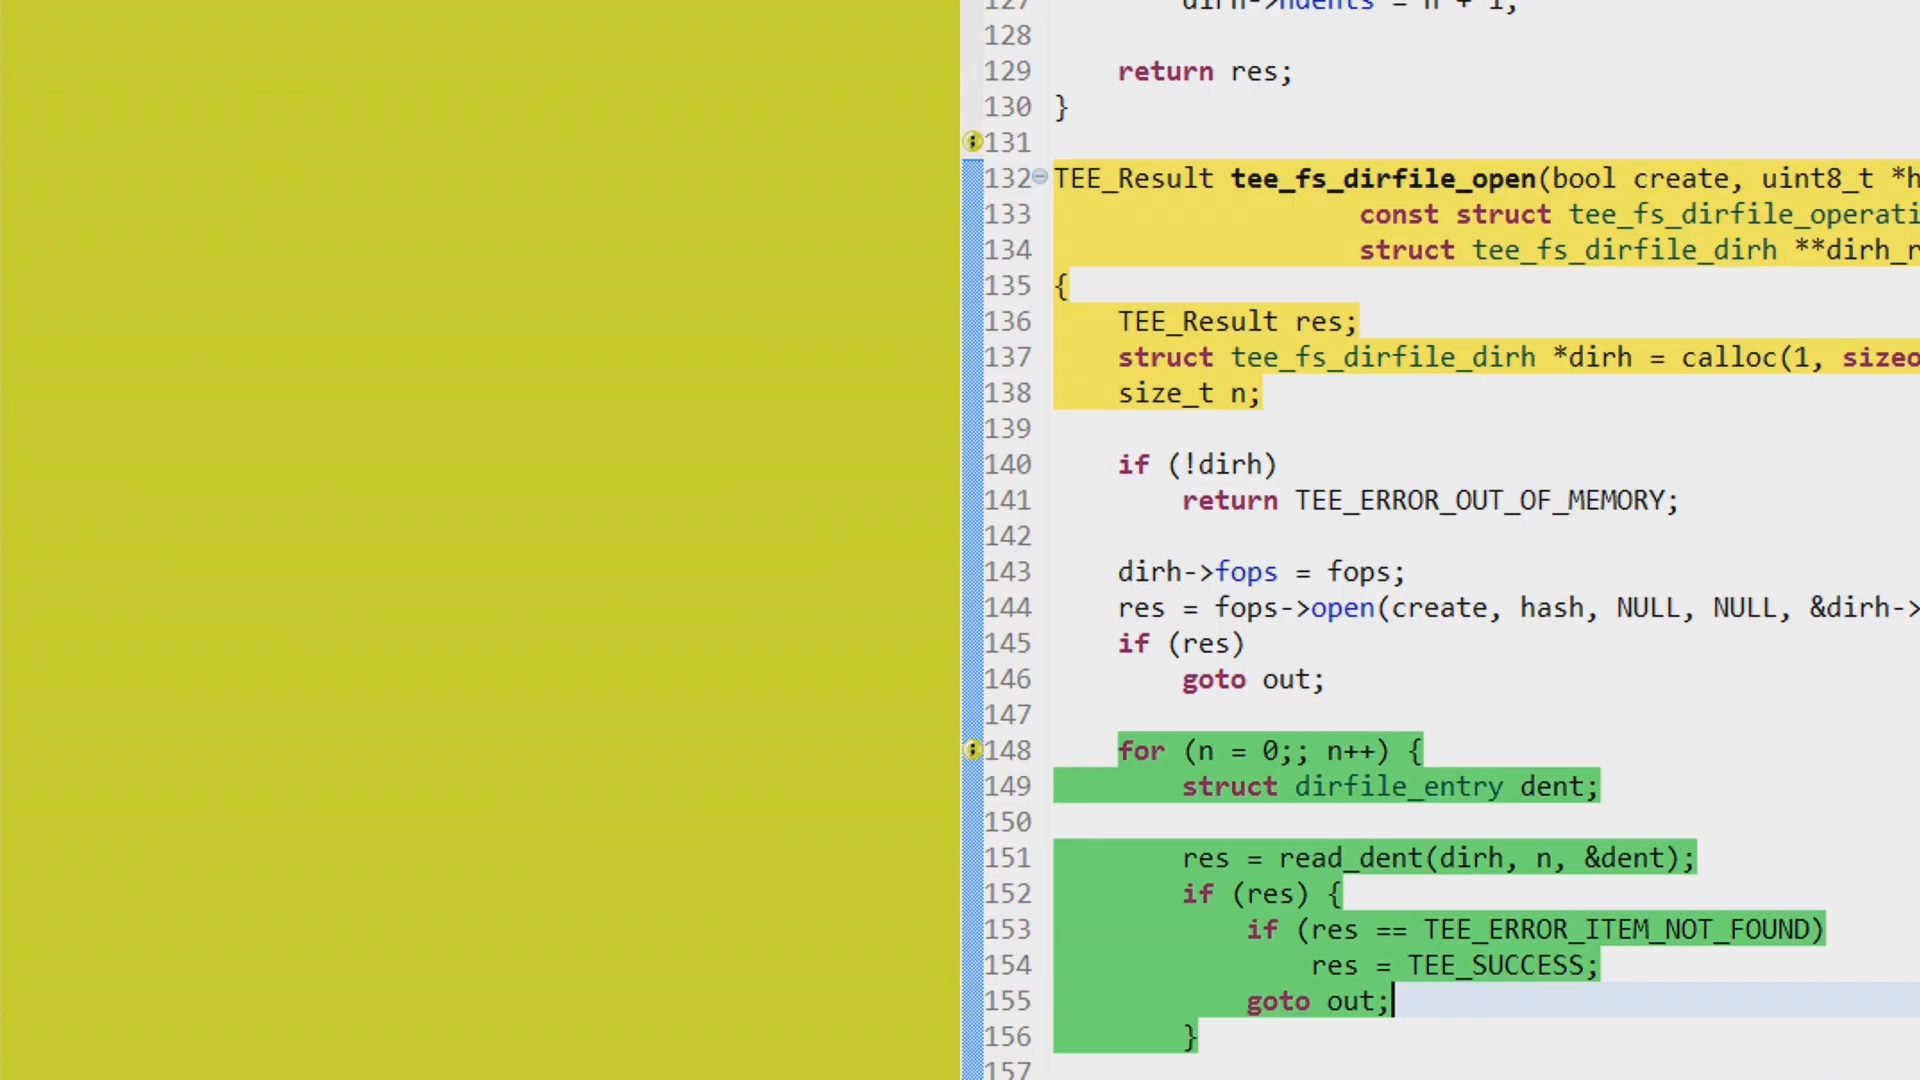 127 dirh->ndents = n + 1;
128
129 return res;
130 }
131
132 TEE_Result tee_fs_dirfile_open(bool create, uint8_t *h
133 const struct tee_fs_dirfile_operati
134 struct tee_fs_dirfile_dirh **dirh_r
135 {
136 TEE_Result res;
137 struct tee_fs_dirfile_dirh *dirh = calloc(1, sizeo
138 size_t n;
139
140 if (!dirh)
141 return TEE_ERROR_OUT_OF_MEMORY;
142
143 dirh->fops = fops;
144 res = fops->open(create, hash, NULL, NULL, &dirh->
145 if (res)
146 goto out;
147
148 for (n = 0;; n++) {
149 struct dirfile_entry dent;
150
151 res = read_dent(dirh, n, &dent);
152 if (res) {
153 if (res == TEE_ERROR_ITEM_NOT_FOUND)
154 res = TEE_SUCCESS;
155 goto out;
156 }
157